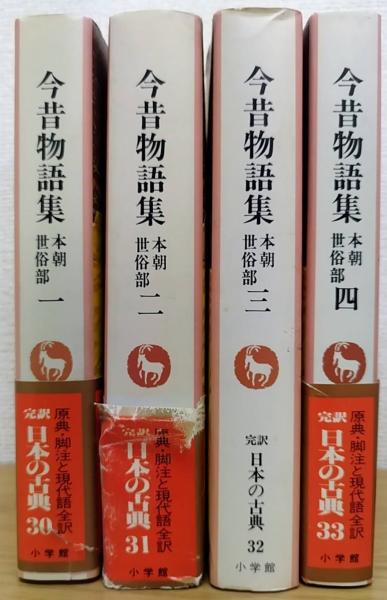 今昔物語集
本朝
世俗部
一
原典・脚注と現代語全訳
完訳
日本の古典
30
小学館
今昔物語集
本朝
世俗部
二
原典・脚注と現代語全訳
完訳
日本の古典
31
小学館
今昔物語集
本朝
世俗部
三
完訳
日本の古典
32
小学館
今昔物語集
本朝
世俗部
四
原典・脚注と現代語全訳
完訳
日本の古典
33
小学館